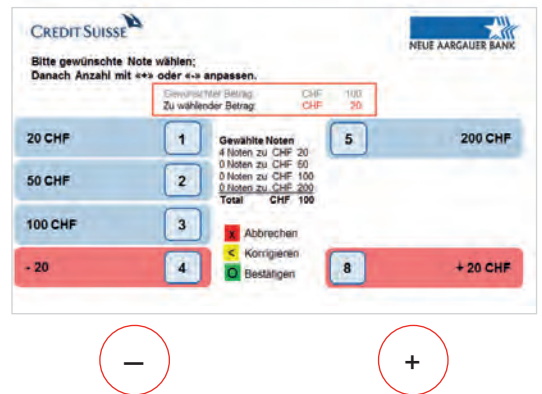 CREDIT SUISSE
NEUE AARGAUER BANK
Bitte gewünschte Note wählen;
Danach Anzahl mit «+» oder «-» anpassen.
Gewünschter Betrag: CHF 100
Zu wählender Betrag: CHF 20
20 CHF 1
50 CHF 2
100 CHF 3
- 20 4
Gewählte Noten
4 Noten zu CHF 20
0 Noten zu CHF 50
0 Noten zu CHF 100
0 Noten zu CHF 200
Total CHF 100
x Abbrechen
< Korrigieren
O Bestätigen
5 200 CHF
8 + 20 CHF
– +